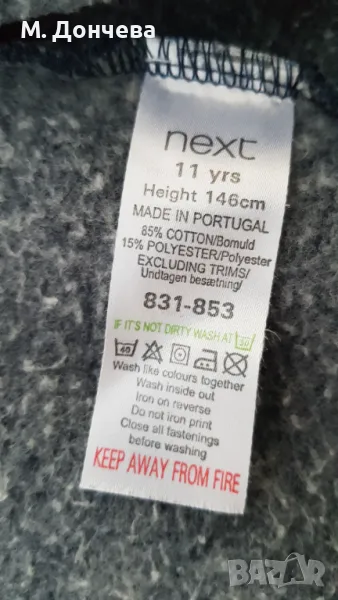 М. Дончева
next
11 yrs
Height 146cm
MADE IN PORTUGAL
85% COTTON/Bomuld
15% POLYESTER/Polyester
EXCLUDING TRIMS/
Undtagen besætning/
831-853
IF IT'S NOT DIRTY WASH AT 30
40
Wash like colours together
Wash inside out
Iron on reverse
Do not iron print
Close all fastenings
before washing
KEEP AWAY FROM FIRE
BAZAR